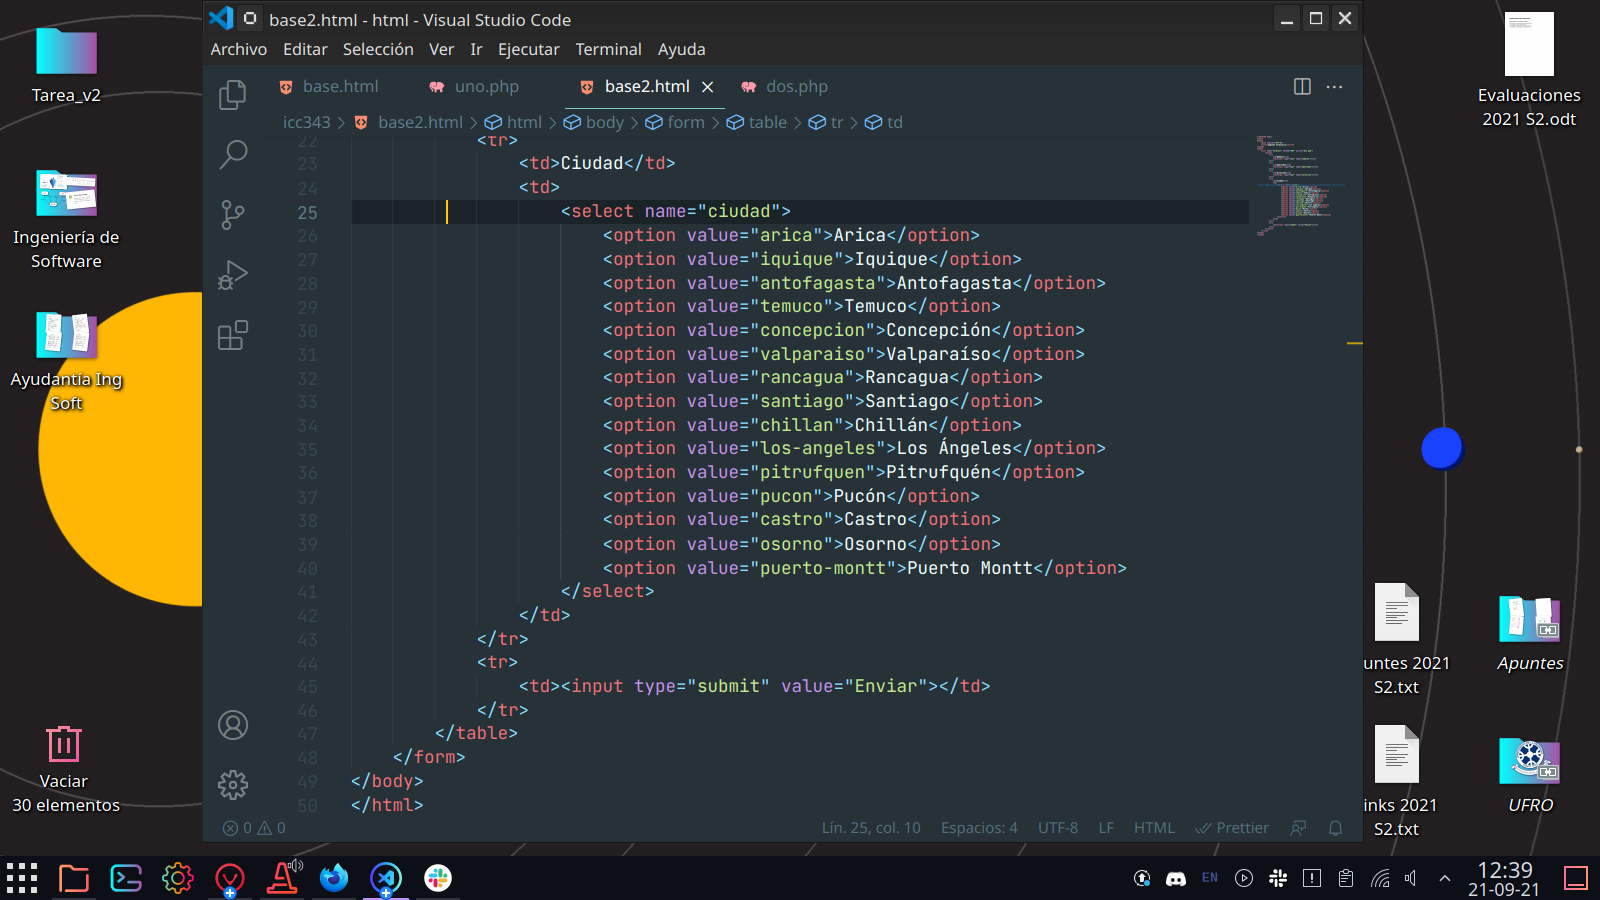 base2.html - html - Visual Studio Code
Archivo Editar Selección Ver Ir Ejecutar Terminal Ayuda
base.html uno.php base2.html dos.php
icc343 > base2.html > html > body > form > table > tr > td
22 <tr>
23 <td>Ciudad</td>
24 <td>
25 <select name="ciudad">
26 <option value="arica">Arica</option>
27 <option value="iquique">Iquique</option>
28 <option value="antofagasta">Antofagasta</option>
29 <option value="temuco">Temuco</option>
30 <option value="concepcion">Concepción</option>
31 <option value="valparaiso">Valparaíso</option>
32 <option value="rancagua">Rancagua</option>
33 <option value="santiago">Santiago</option>
34 <option value="chillan">Chillán</option>
35 <option value="los-angeles">Los Ángeles</option>
36 <option value="pitrufquen">Pitrufquén</option>
37 <option value="pucon">Pucón</option>
38 <option value="castro">Castro</option>
39 <option value="osorno">Osorno</option>
40 <option value="puerto-montt">Puerto Montt</option>
41 </select>
42 </td>
43 </tr>
44 <tr>
45 <td><input type="submit" value="Enviar"></td>
46 </tr>
47 </table>
48 </form>
49 </body>
50 </html>
0 0 Lín. 25, col. 10 Espacios: 4 UTF-8 LF HTML Prettier
Tarea_v2
Ingeniería de
Software
Ayudantía Ing
Soft
Vaciar
30 elementos
Evaluaciones
2021 S2.odt
untes 2021
S2.txt
Apuntes
inks 2021
S2.txt
UFRO
EN
12:39
21-09-21